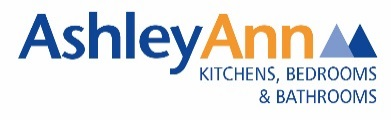 AshleyAnn
KITCHENS, BEDROOMS
& BATHROOMS